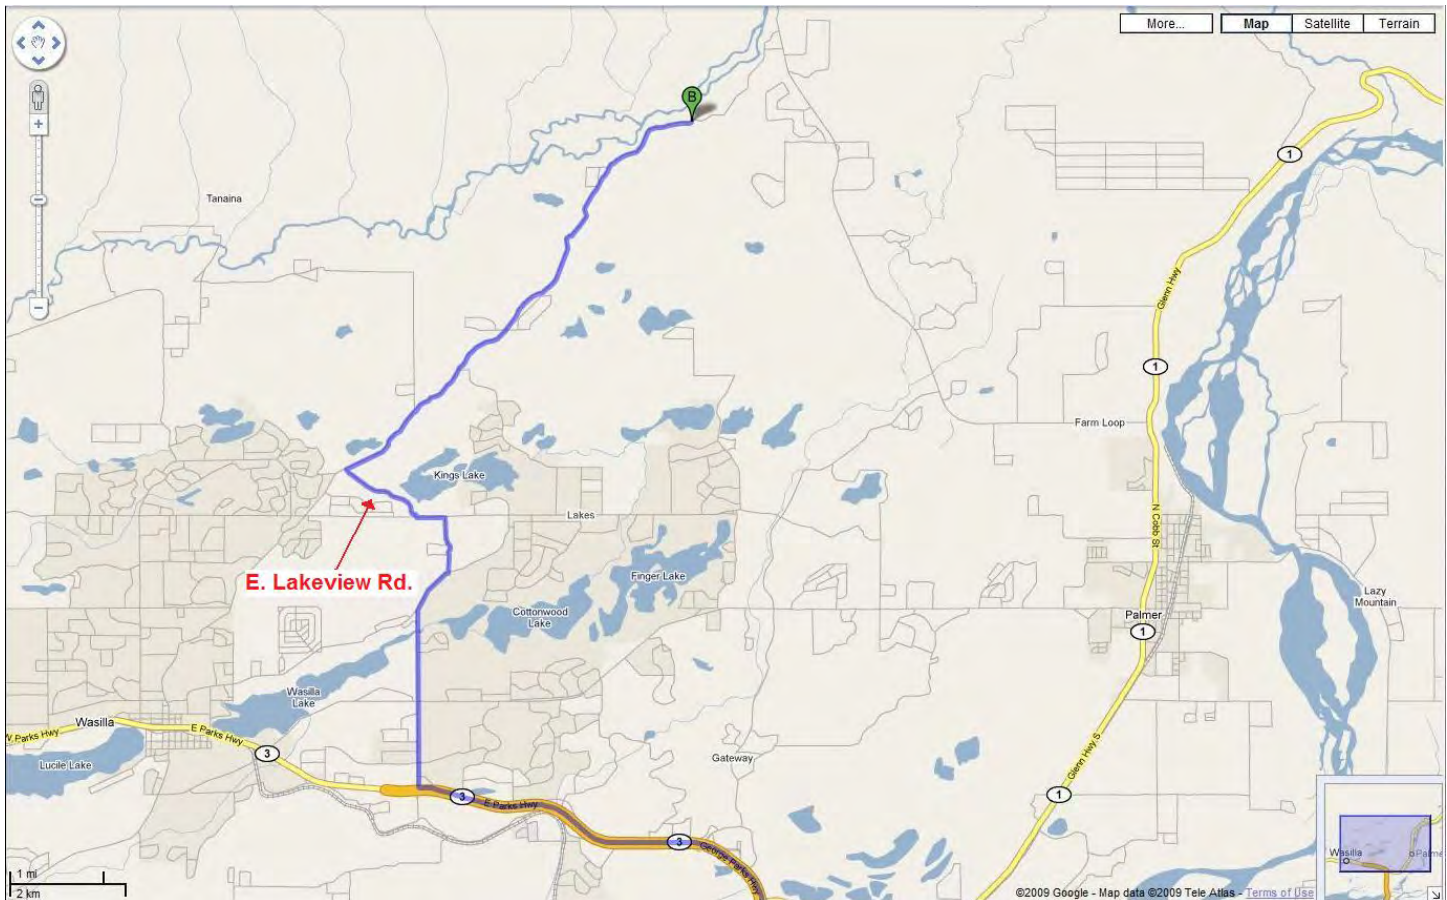 More...
Map
Satellite
Terrain
B
1
Tanaina
Glenn Hwy
1
Farm Loop
Kings Lake
N Cobb St
Lakes
E. Lakeview Rd.
Finger Lake
Cottonwood
Lake
Lazy
Mountain
Palmer
1
Wasilla
Lake
Wasilla
W Parks Hwy
E Parks Hwy
3
Lucile Lake
Gateway
Glenn Hwy S
3
E Parks Hwy
1
3
George Parks Hwy
Wasilla
Palme
1 mi
2 km
©2009 Google - Map data ©2009 Tele Atlas - Terms of Use